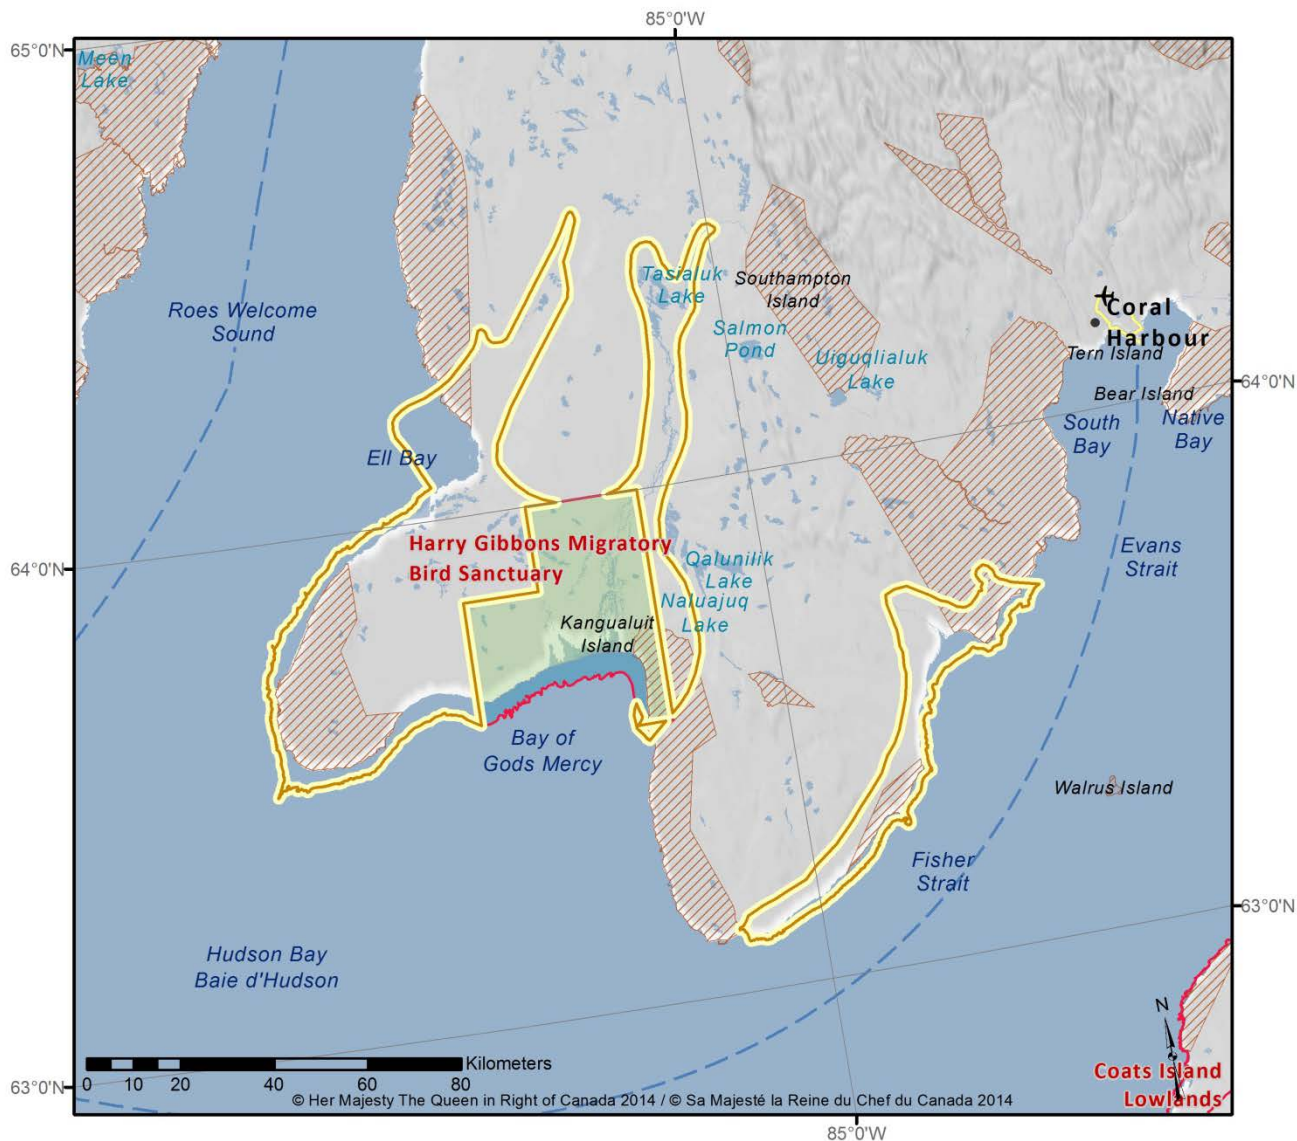 85°0'W
65°0'N
Meen
Lake
Roes Welcome
Sound
Tasialuk
Lake
Southampton
Island
Salmon
Pond
Uiguqlialuk
Lake
Coral
Harbour
Tern Island
64°0'N
Bear Island
South
Bay
Native
Bay
Ell Bay
Harry Gibbons Migratory
Bird Sanctuary
Qalunilik
Lake
Evans
Strait
64°0'N
Naluajuq
Lake
Kangualuit
Island
Bay of
Gods Mercy
Walrus Island
Fisher
Strait
63°0'N
Hudson Bay
Baie d'Hudson
N
Kilometers
0 10 20 40 60 80
Coats Island
Lowlands
63°0'N
© Her Majesty The Queen in Right of Canada 2014 / © Sa Majesté la Reine du Chef du Canada 2014
85°0'W